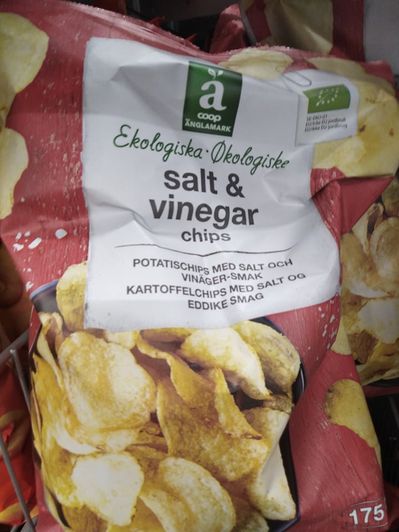 ä
coop
ÄNGLAMARK
Ekologiska · Økologiske
salt &
vinegar
chips
POTATISCHIPS MED SALT OCH
VINÄGER-SMAK
KARTOFFELCHIPS MED SALT OG
EDDIKE SMAG
175